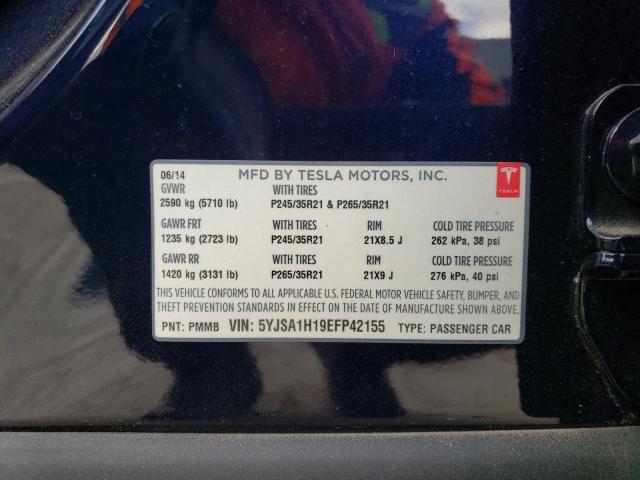 06/14 MFD BY TESLA MOTORS, INC.
TESLA
GVWR WITH TIRES
2590 kg (5710 lb) P245/35R21 & P265/35R21
GAWR FRT WITH TIRES RIM COLD TIRE PRESSURE
1235 kg (2723 lb) P245/35R21 21X8.5 J 262 kPa, 38 psi
GAWR RR WITH TIRES RIM COLD TIRE PRESSURE
1420 kg (3131 lb) P265/35R21 21X9 J 276 kPa, 40 psi
THIS VEHICLE CONFORMS TO ALL APPLICABLE U.S. FEDERAL MOTOR VEHICLE SAFETY, BUMPER, AND
THEFT PREVENTION STANDARDS IN EFFECT ON THE DATE OF MANUFACTURE SHOWN ABOVE.
PNT: PMMB VIN: 5YJSA1H19EFP42155 TYPE: PASSENGER CAR